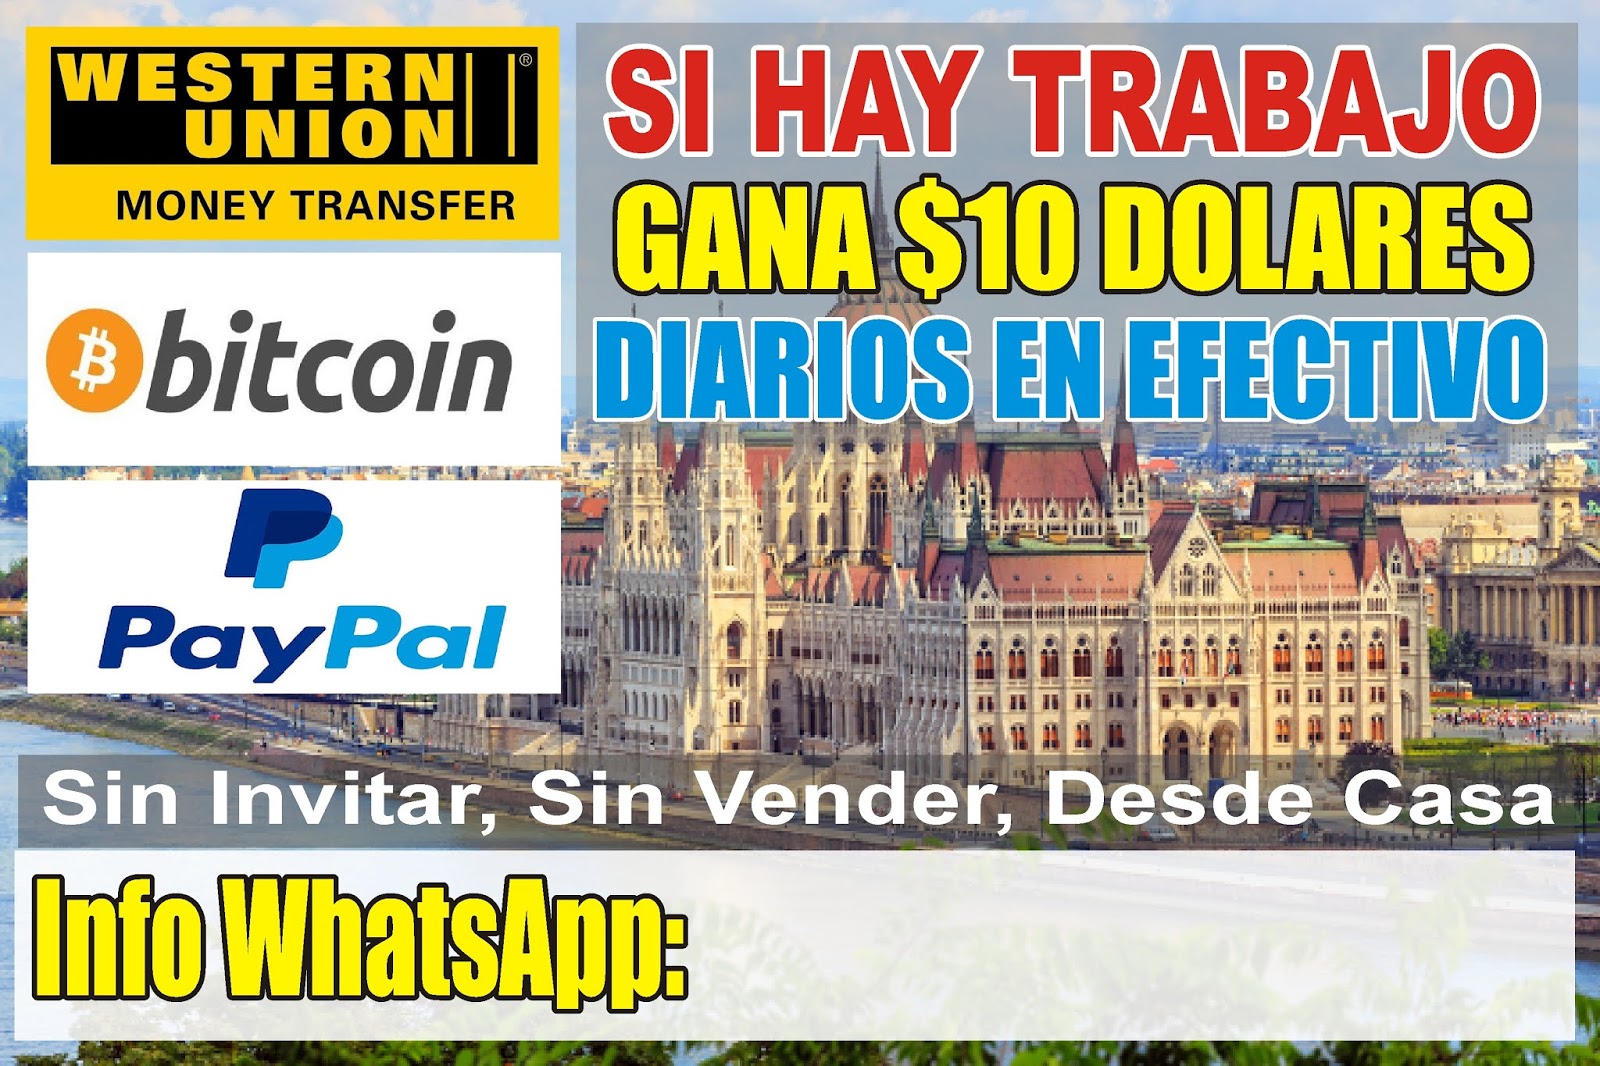 WESTERN
UNION ®
MONEY TRANSFER
bitcoin
PayPal
SI HAY TRABAJO
GANA $10 DOLARES
DIARIOS EN EFECTIVO
Sin Invitar, Sin Vender, Desde Casa
Info WhatsApp: